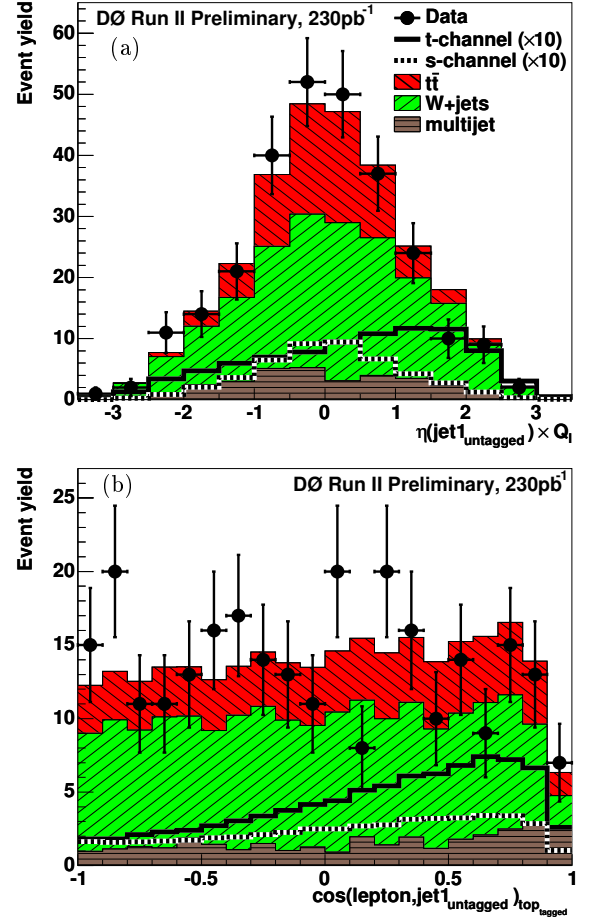 DØ Run II Preliminary, 230pb-1
(a)
Data
t-channel (×10)
s-channel (×10)
tt̄
W+jets
multijet
Event yield
60
50
40
30
20
10
0
-3 -2 -1 0 1 2 3
η(jet1untagged) × Ql
(b)
DØ Run II Preliminary, 230pb-1
Event yield
25
20
15
10
5
0
-1 -0.5 0 0.5 1
cos(lepton,jet1untagged)toptagged